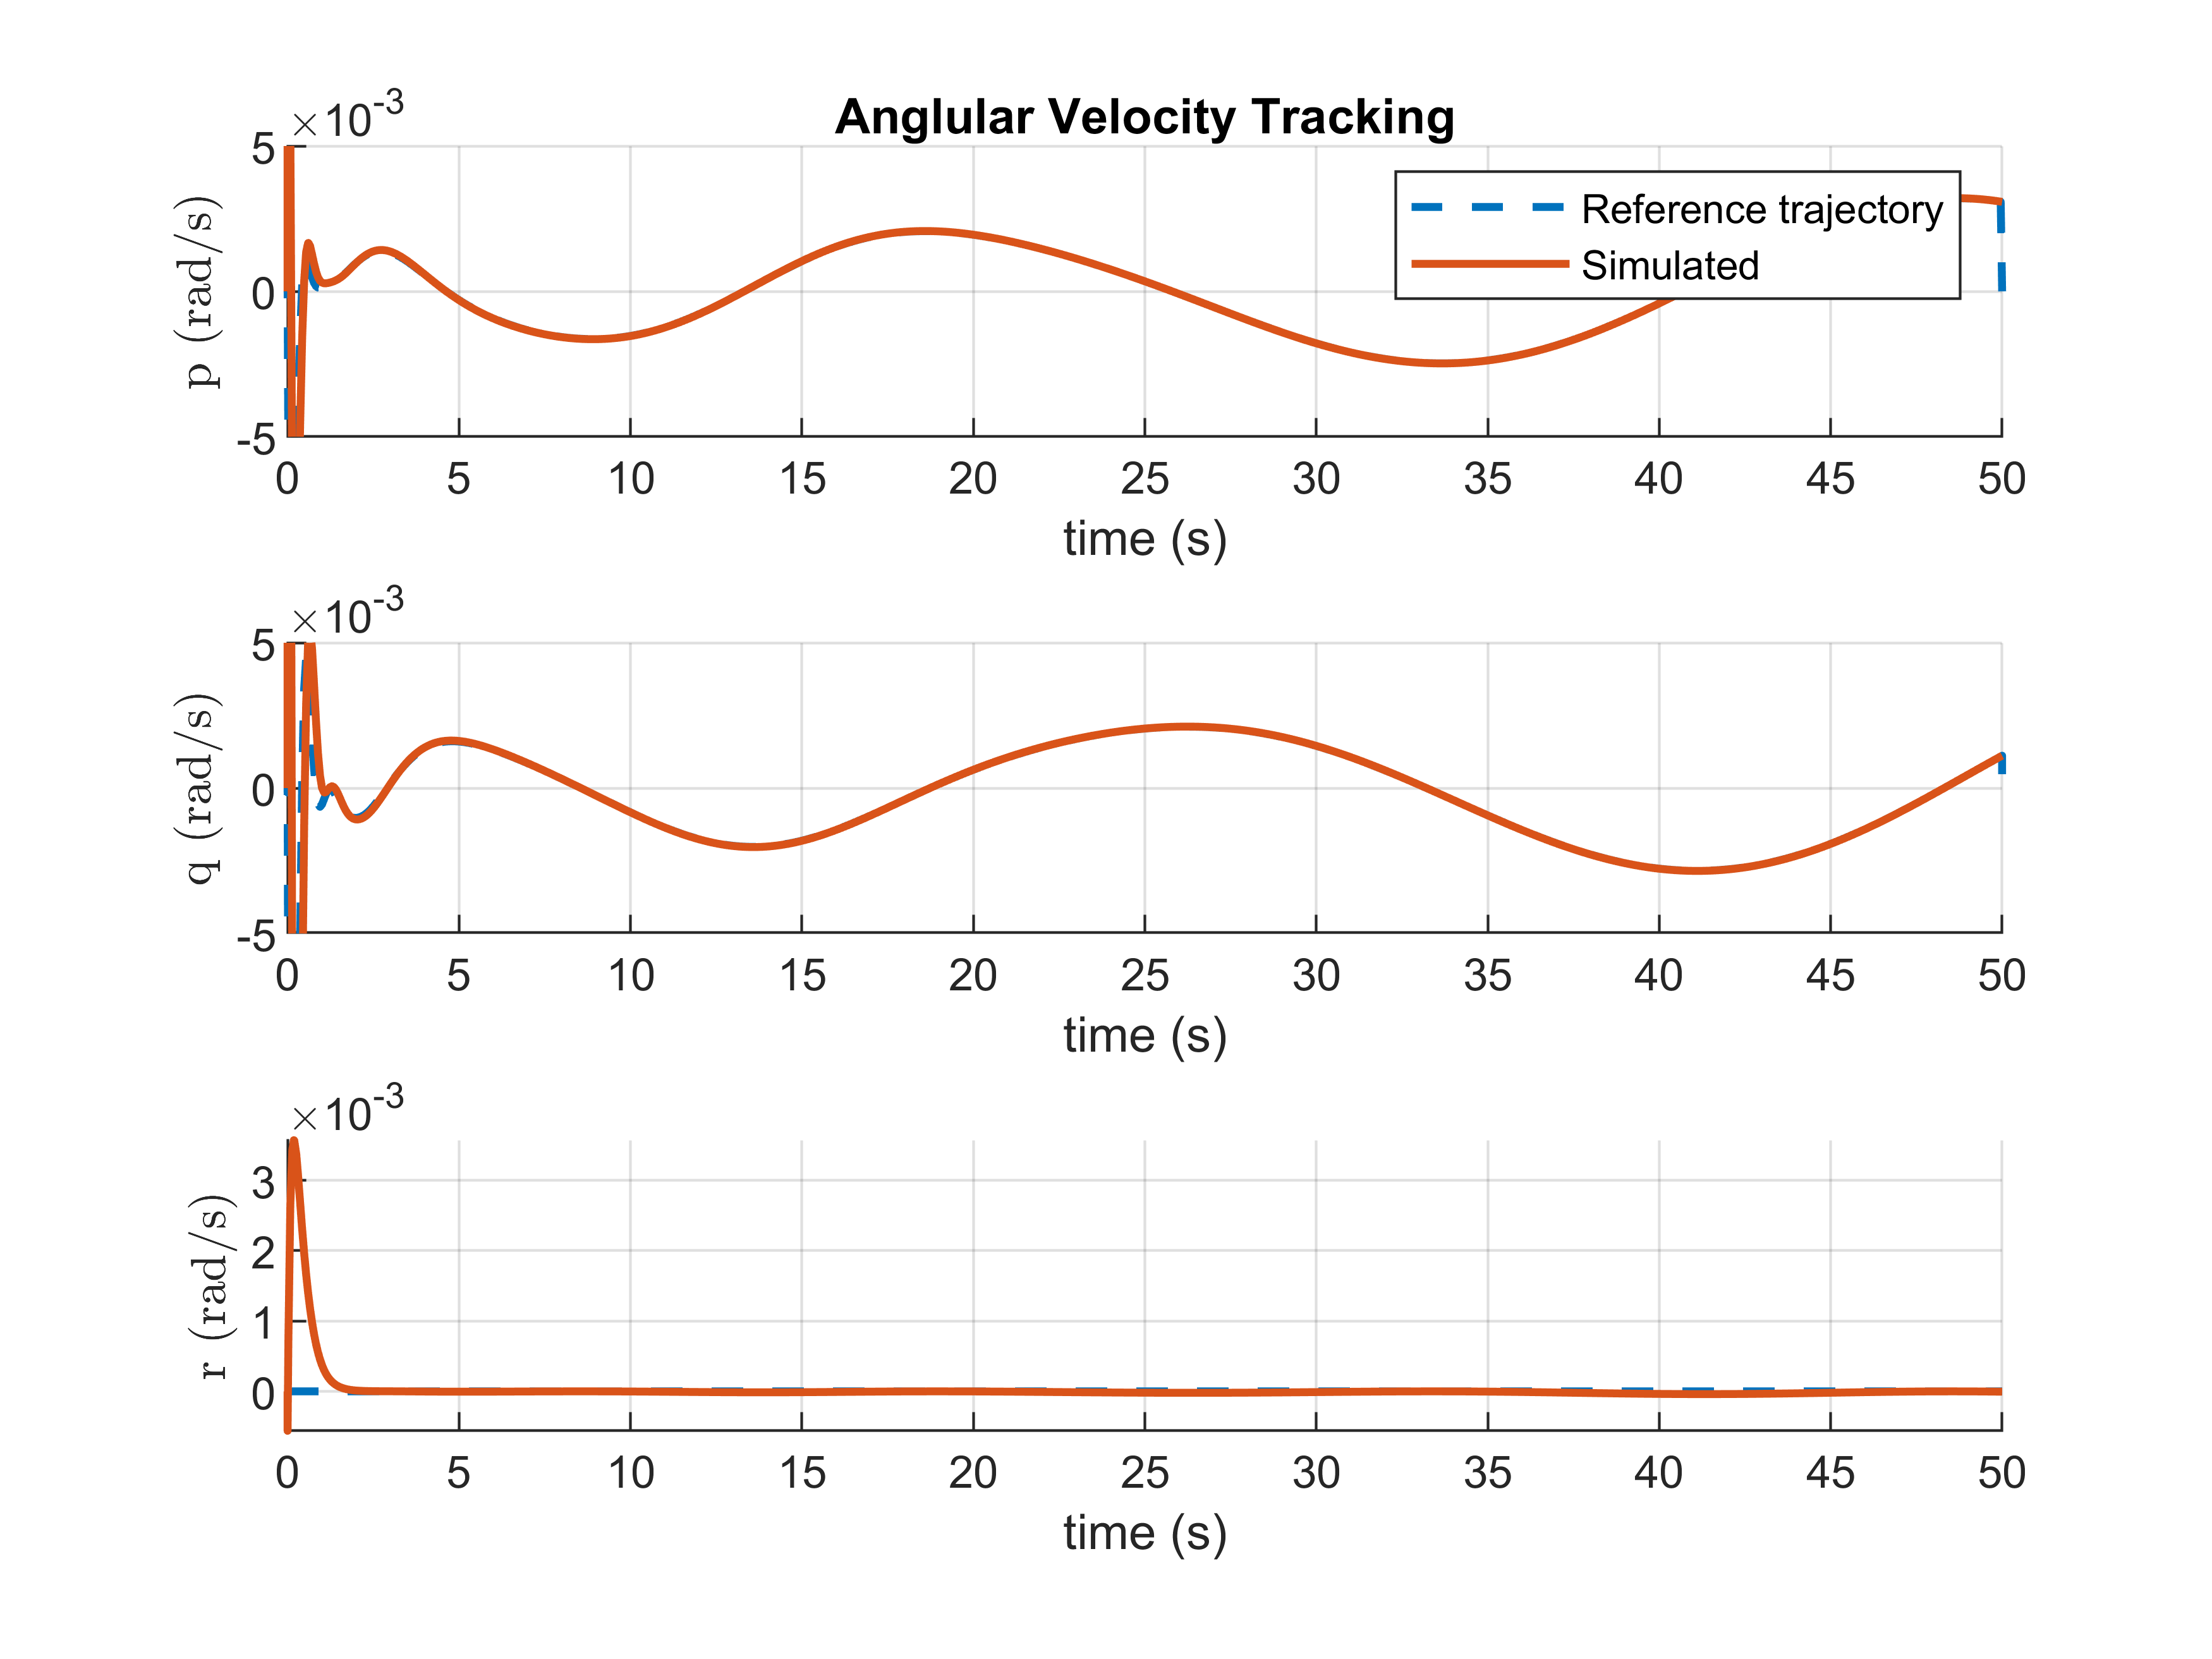 Anglular Velocity Tracking
×10-3
5
0
-5
p (rad/s)
Reference trajectory
Simulated
0 5 10 15 20 25 30 35 40 45 50
time (s)
×10-3
5
0
-5
q (rad/s)
0 5 10 15 20 25 30 35 40 45 50
time (s)
×10-3
3
2
1
0
r (rad/s)
0 5 10 15 20 25 30 35 40 45 50
time (s)